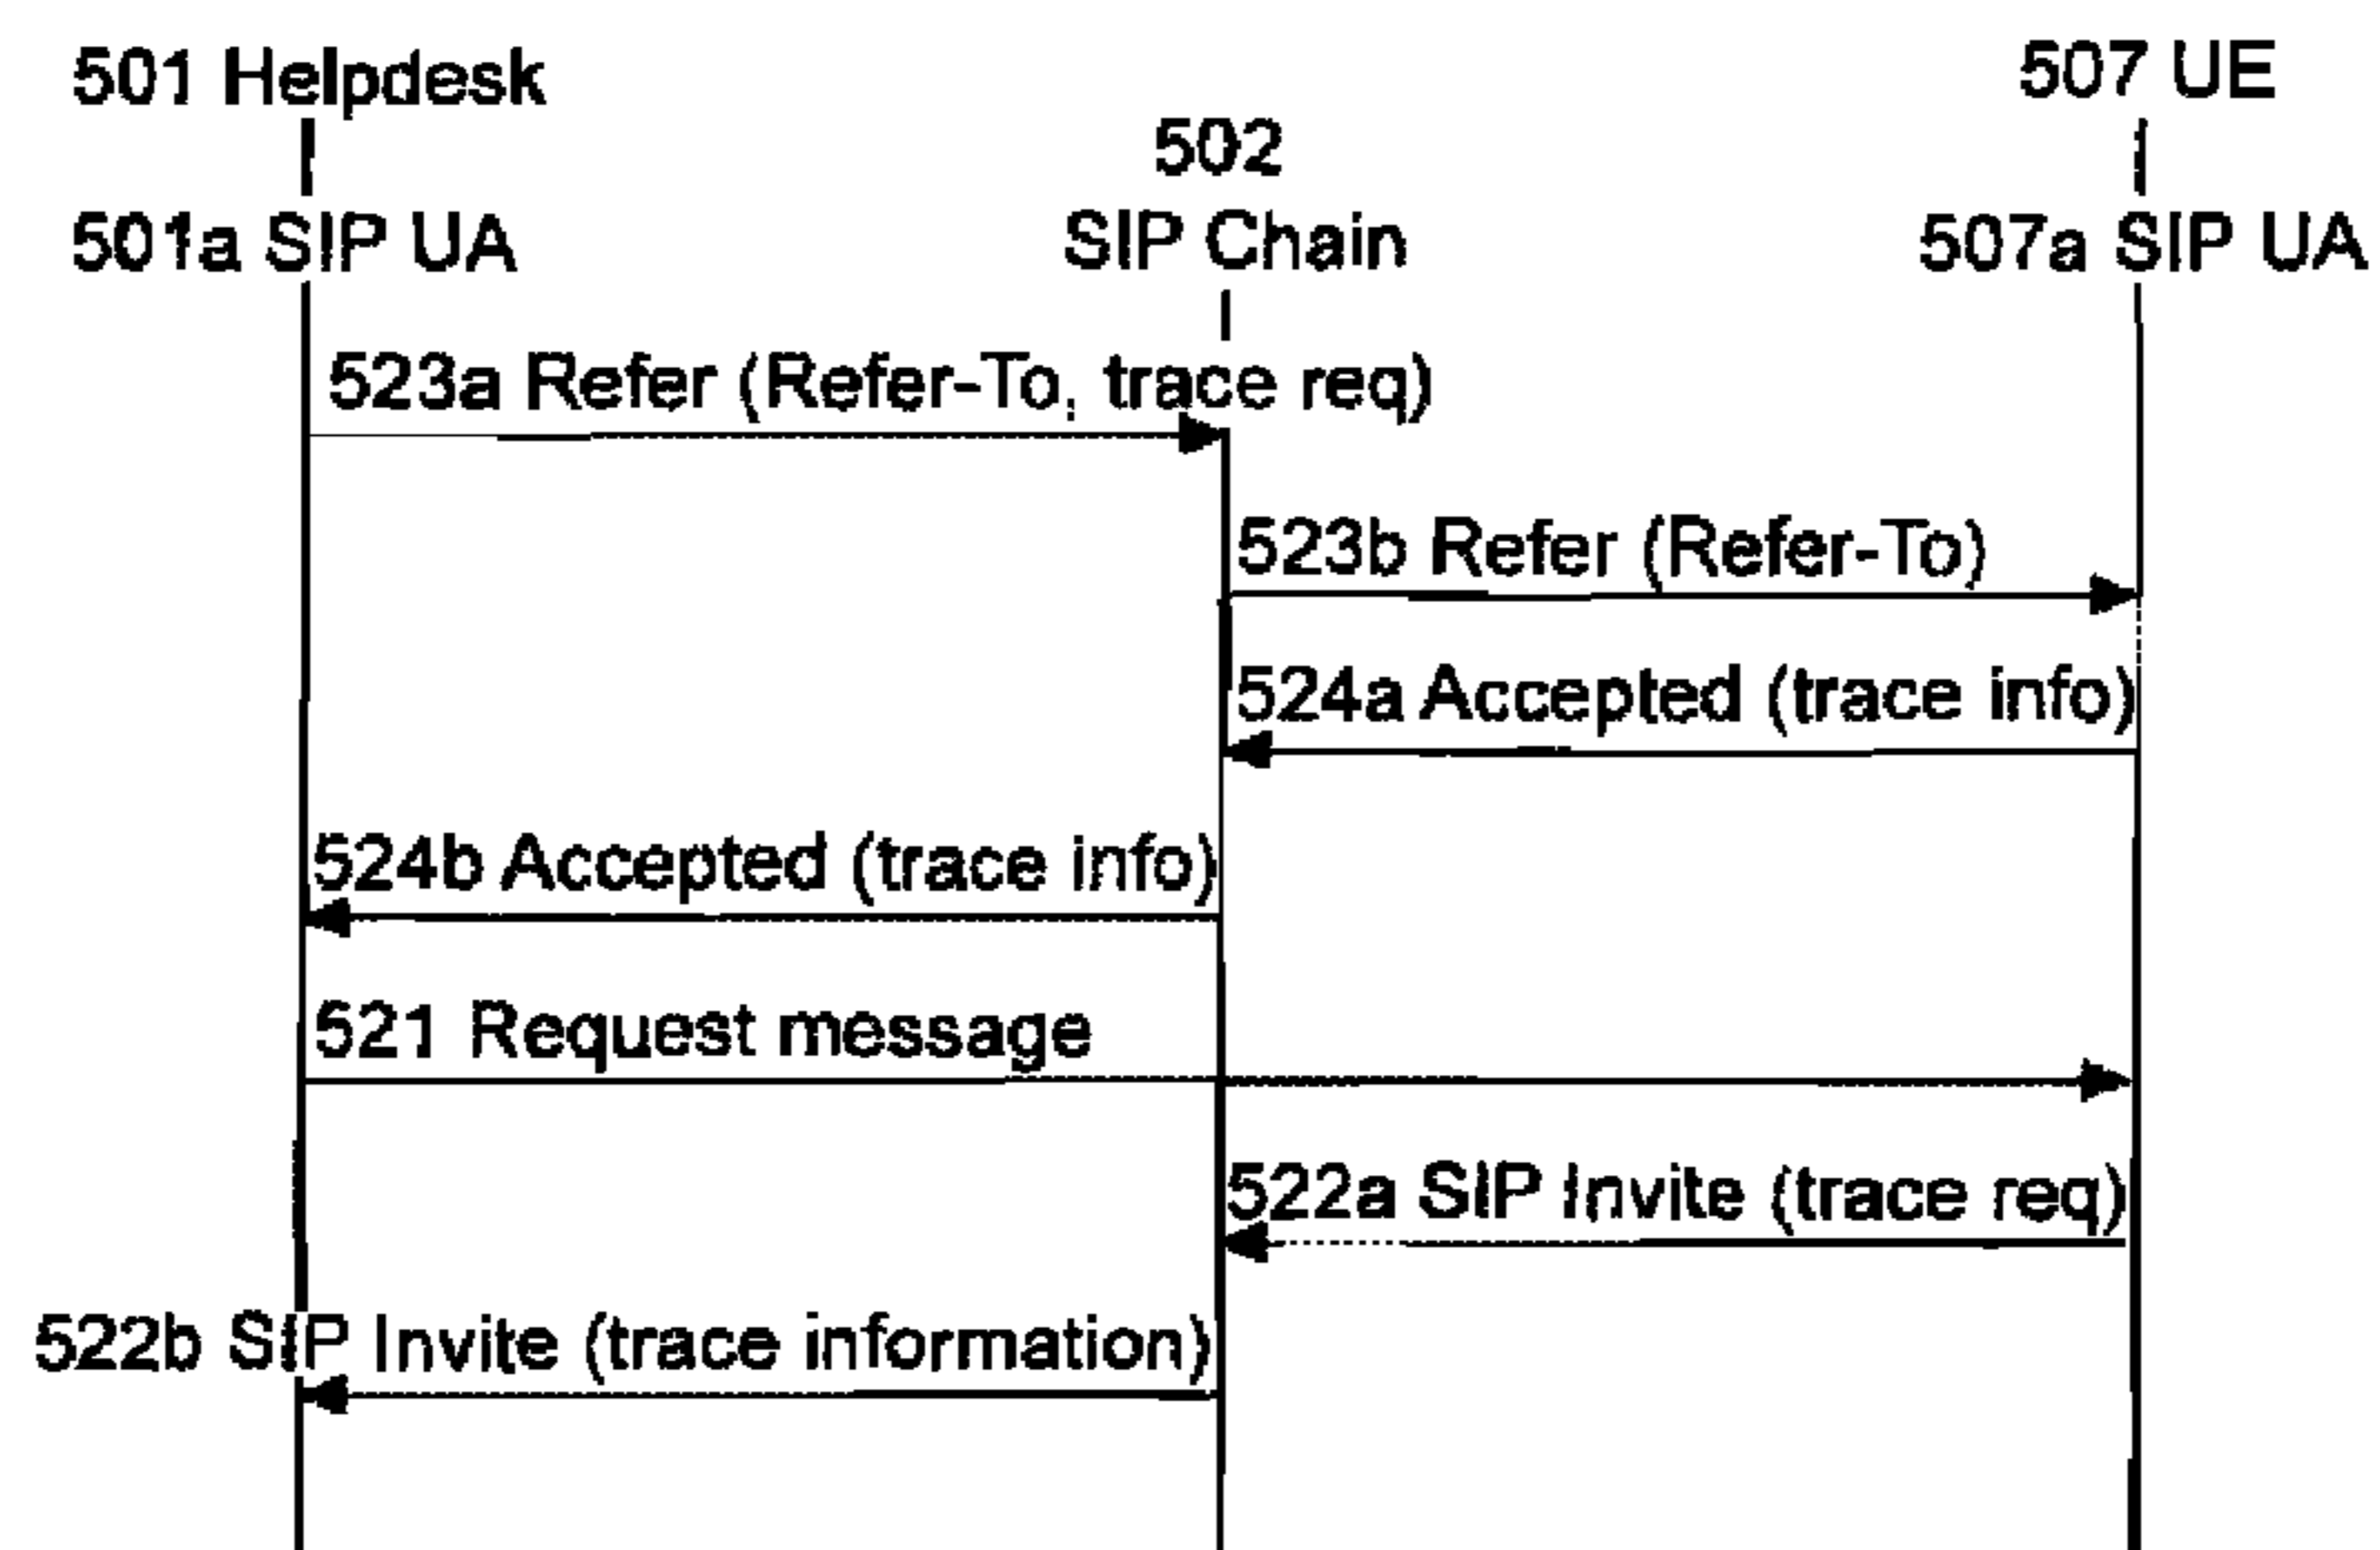 501 Helpdesk
507 UE
502
501a SIP UA
SIP Chain
507a SIP UA
523a Refer (Refer-To, trace req)
523b Refer (Refer-To)
524a Accepted (trace info)
524b Accepted (trace info)
521 Request message
522a SIP Invite (trace req)
522b SIP Invite (trace information)